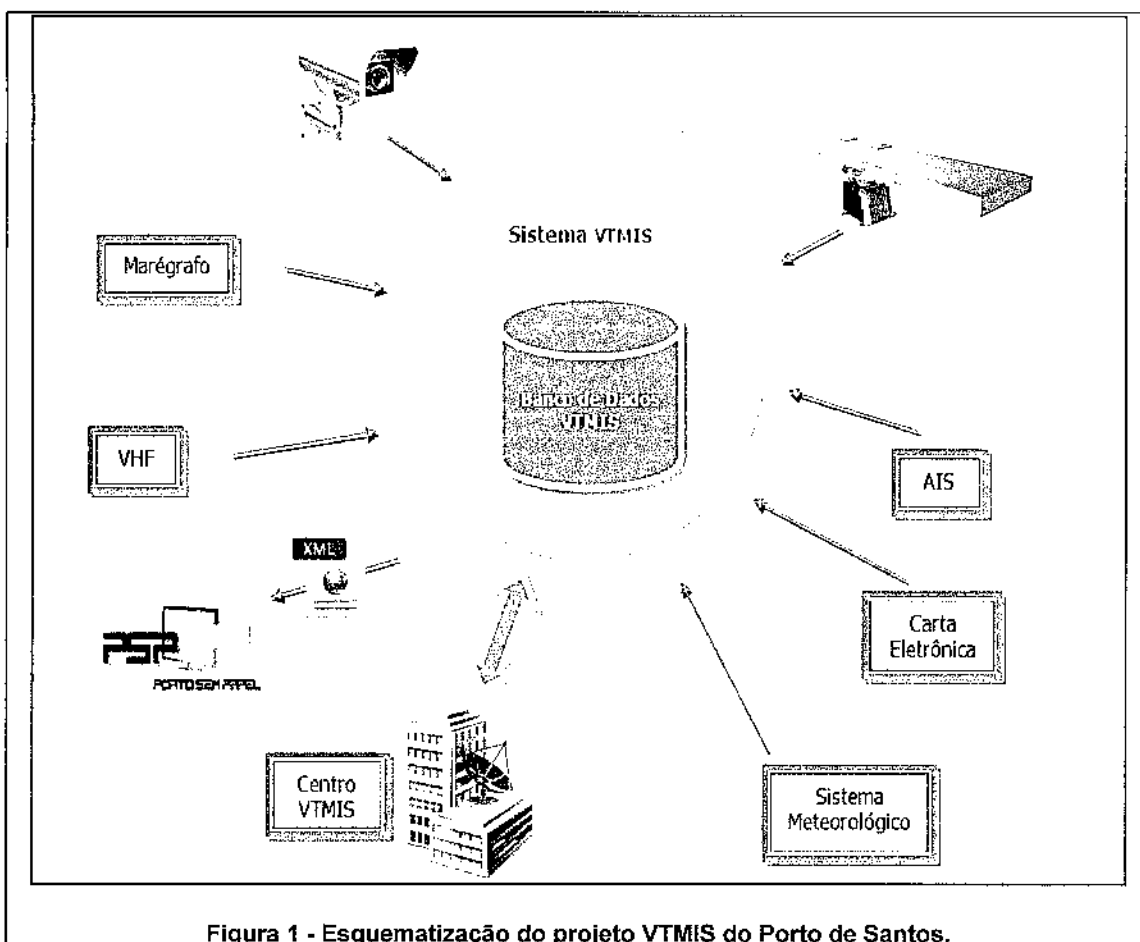 Sistema VTMIS
Marégrafo
Banco de Dados
VTMIS
VHF
AIS
XML
Carta
Eletrônica
PSP
PORTO SEM PAPEL
Centro
VTMIS
Sistema
Meteorológico
Figura 1 - Esquematização do projeto VTMIS do Porto de Santos.